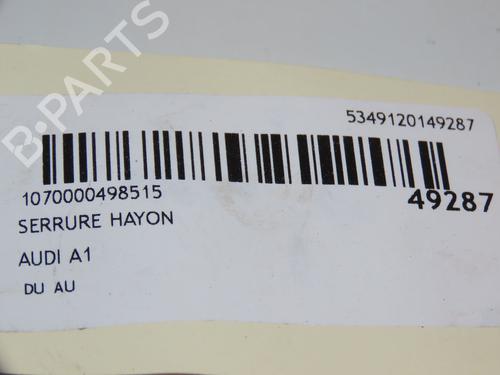 B-PARTS
5349120149287
1070000498515
49287
SERRURE HAYON
AUDI A1
DU AU